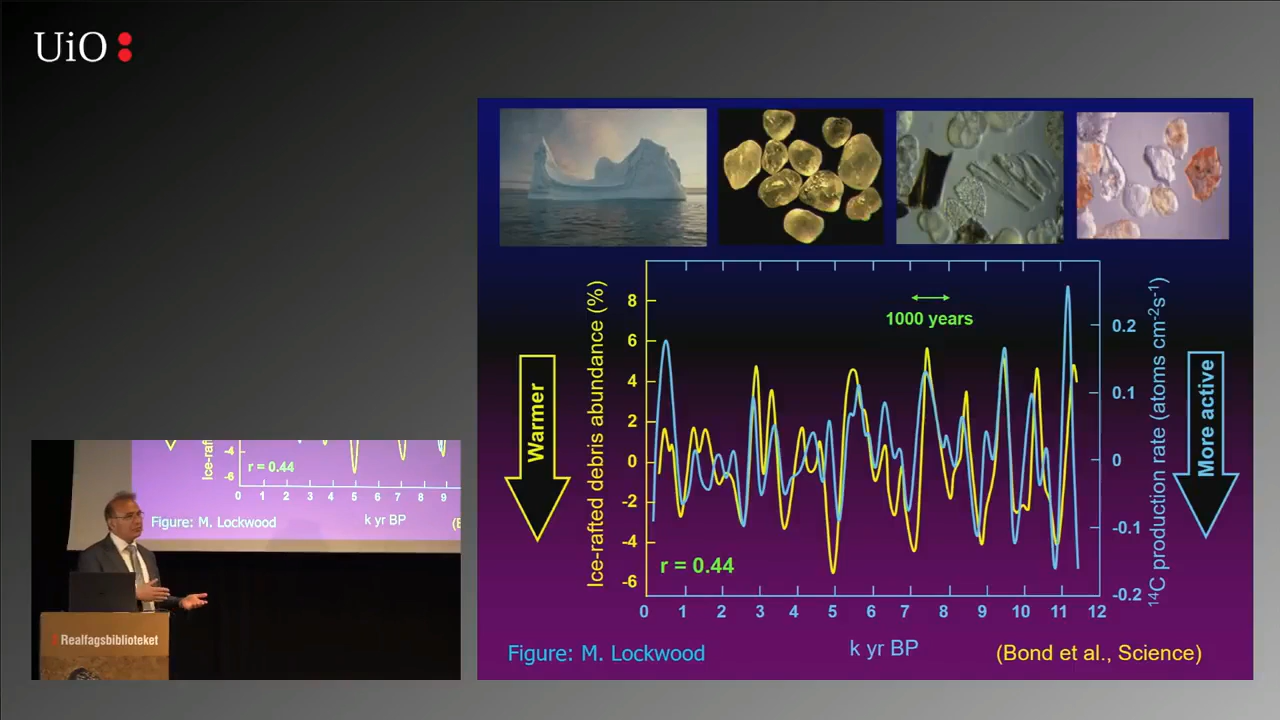 UiO:
8
6
4
2
0
-2
-4
-6
Ice-rafted debris abundance (%)
Warmer
1000 years
0.2
0.1
0
-0.1
-0.2
¹⁴C production rate (atoms cm⁻²s⁻¹)
More active
r = 0.44
0 1 2 3 4 5 6 7 8 9 10 11 12
Figure: M. Lockwood
k yr BP
(Bond et al., Science)
Ice-raf
-4
-6
r = 0.44
0 1 2 3 4 5 6 7 8 9
Figure: M. Lockwood
k yr BP
(E
Realfagsbiblioteket